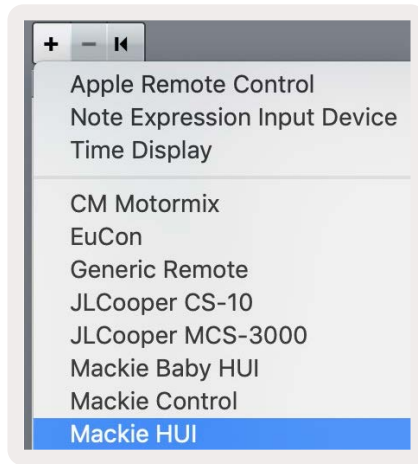 Apple Remote Control
Note Expression Input Device
Time Display
CM Motormix
EuCon
Generic Remote
JLCooper CS-10
JLCooper MCS-3000
Mackie Baby HUI
Mackie Control
Mackie HUI